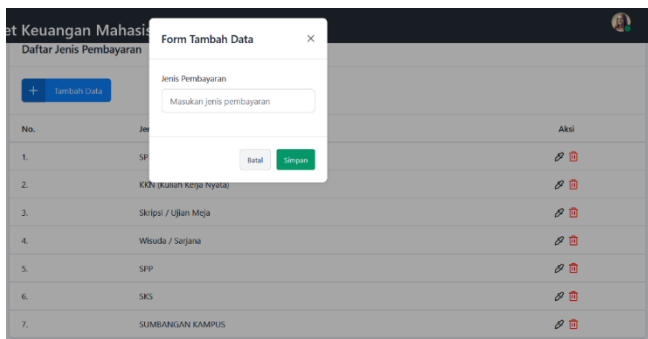 et Keuangan Mahasis
Daftar Jenis Pembayaran
Form Tambah Data
Jenis Pembayaran
Masukan jenis pembayaran
Batal Simpan
+ Tambah Data
No. Je Aksi
1. SP
2. KKN (Kuliah Kerja Nyata)
3. Skripsi / Ujian Meja
4. Wisuda / Sarjana
5. SPP
6. SKS
7. SUMBANGAN KAMPUS